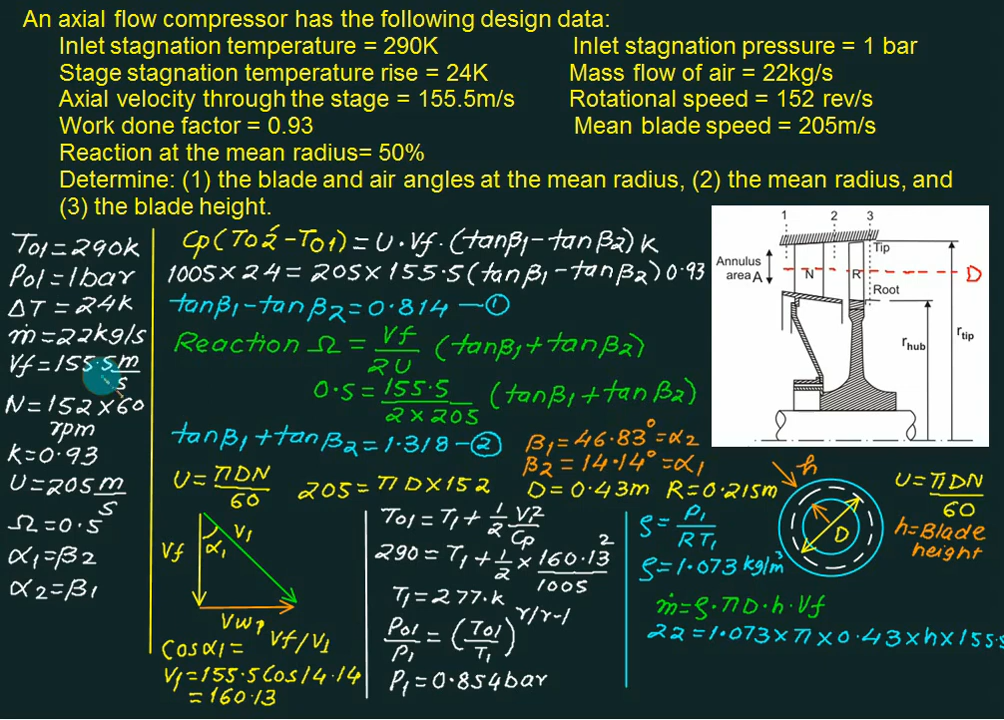 An axial flow compressor has the following design data:
Inlet stagnation temperature = 290K Inlet stagnation pressure = 1 bar
Stage stagnation temperature rise = 24K Mass flow of air = 22kg/s
Axial velocity through the stage = 155.5m/s Rotational speed = 152 rev/s
Work done factor = 0.93 Mean blade speed = 205m/s
Reaction at the mean radius= 50%
Determine: (1) the blade and air angles at the mean radius, (2) the mean radius, and
(3) the blade height.
T01=290K
P01=1bar
ΔT = 24K
ṁ=22kg/s
Vf=155.5 m/s
N=152×60
rpm
K=0.93
U=205 m/s
Ω=0.5
α1=β2
α2=β1
Cp(T02́-T01)=U·Vf·(tanβ1-tanβ2)K
1005×24=205×155.5(tanβ1-tanβ2)0.93
tanβ1-tanβ2=0.814—①
Reaction Ω = Vf/2U (tanβ1+tanβ2)
0.5=155.5/2×205 (tanβ1+tanβ2)
tanβ1+tanβ2=1.318-②
β1=46.83°=α2
β2=14.14°=α1
U=πDN/60 205=πD×152 D=0.43m R=0.215m
Vf α1 V1
Vw1
Cosα1= Vf/V1
V1=155.5Cos14.14
=160.13
T01=T1+1/2 V1²/Cp
290=T1+1/2×160.13²/1005
T1=277.K
P01/P1=(T01/T1)^γ/γ-1
P1=0.854bar
ρ=P1/RT1
ρ=1.073 kg/m³
ṁ=ρ·πD·h·Vf
22=1.073×π×0.43×h×155.5
1 2 3
Tip
Annulus
area A
N R D
Root
r hub
r tip
h
D
U=πDN/60
h=Blade
height